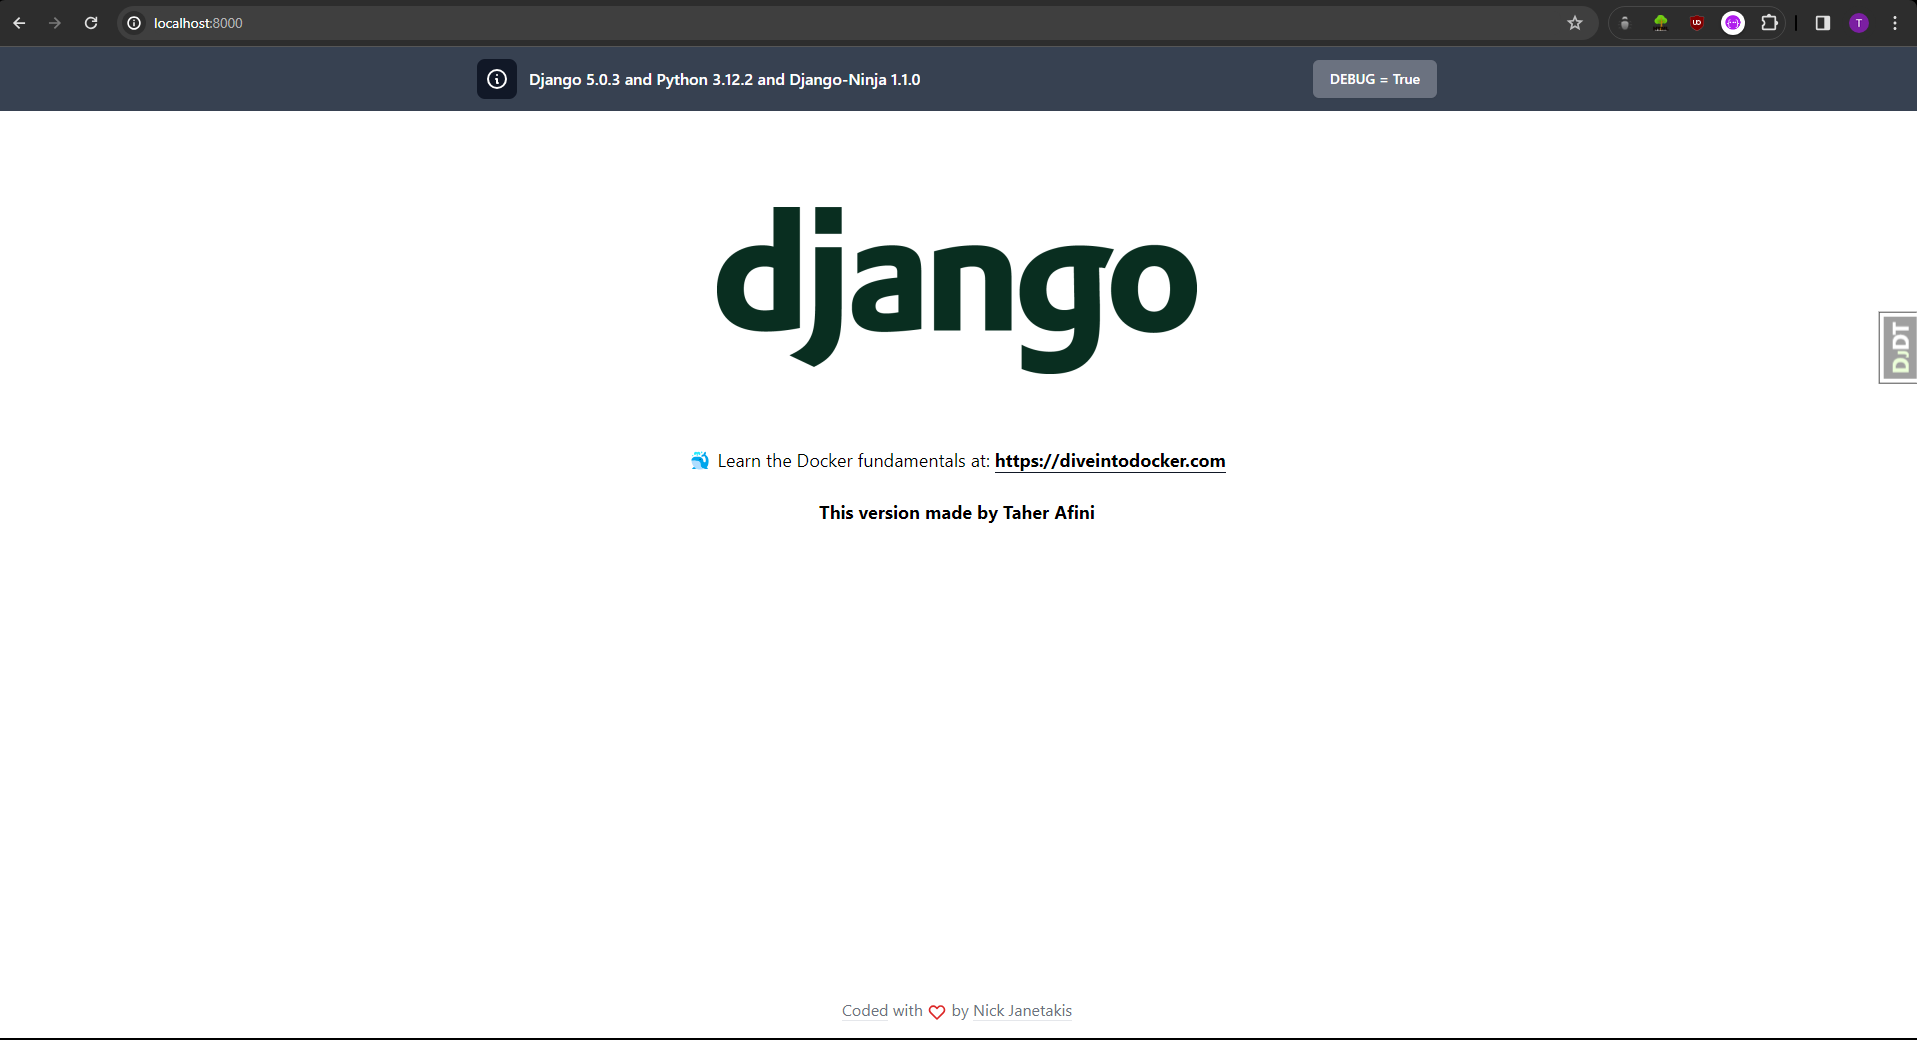 localhost:8000
T
Django 5.0.3 and Python 3.12.2 and Django-Ninja 1.1.0
DEBUG = True
django
DJDT
Learn the Docker fundamentals at: https://diveintodocker.com
This version made by Taher Afini
Coded with by Nick Janetakis